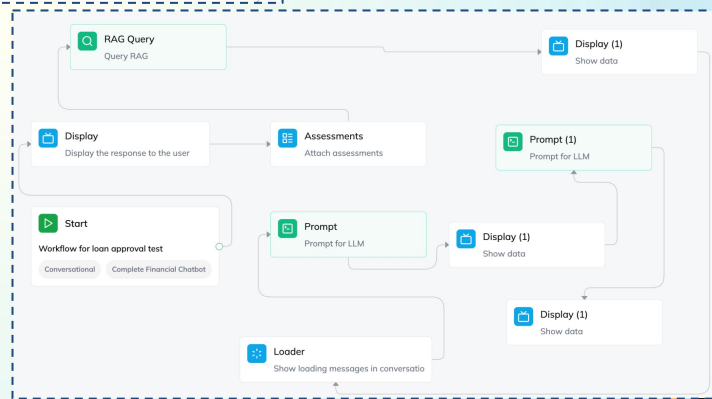 RAG Query
Query RAG
Display (1)
Show data
Display
Display the response to the user
Assessments
Attach assessments
Prompt (1)
Prompt for LLM
Start
Workflow for loan approval test
Conversational
Complete Financial Chatbot
Prompt
Prompt for LLM
Display (1)
Show data
Display (1)
Show data
Loader
Show loading messages in conversatio